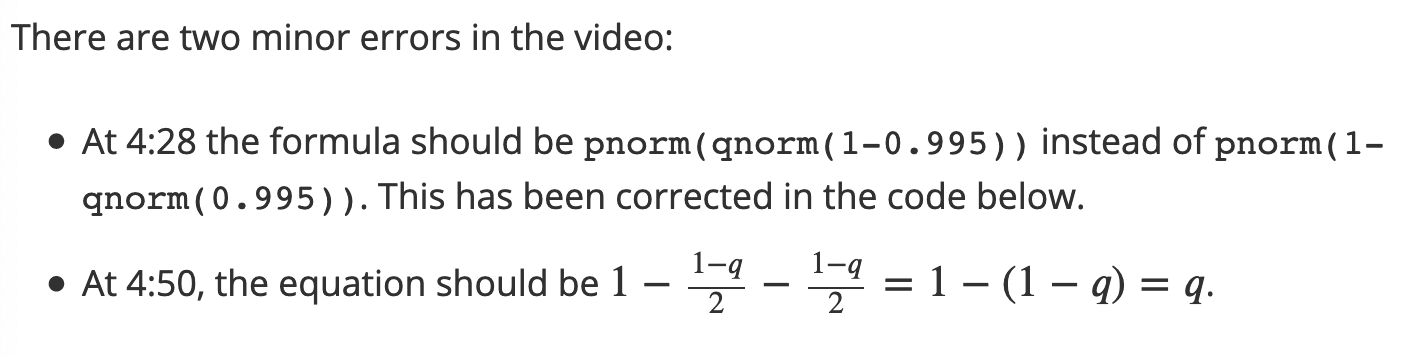 There are two minor errors in the video:
• At 4:28 the formula should be pnorm(qnorm(1-0.995)) instead of pnorm(1-
qnorm(0.995)). This has been corrected in the code below.
• At 4:50, the equation should be 1 − \frac{1−q}{2} − \frac{1−q}{2} = 1 − (1 − q) = q.